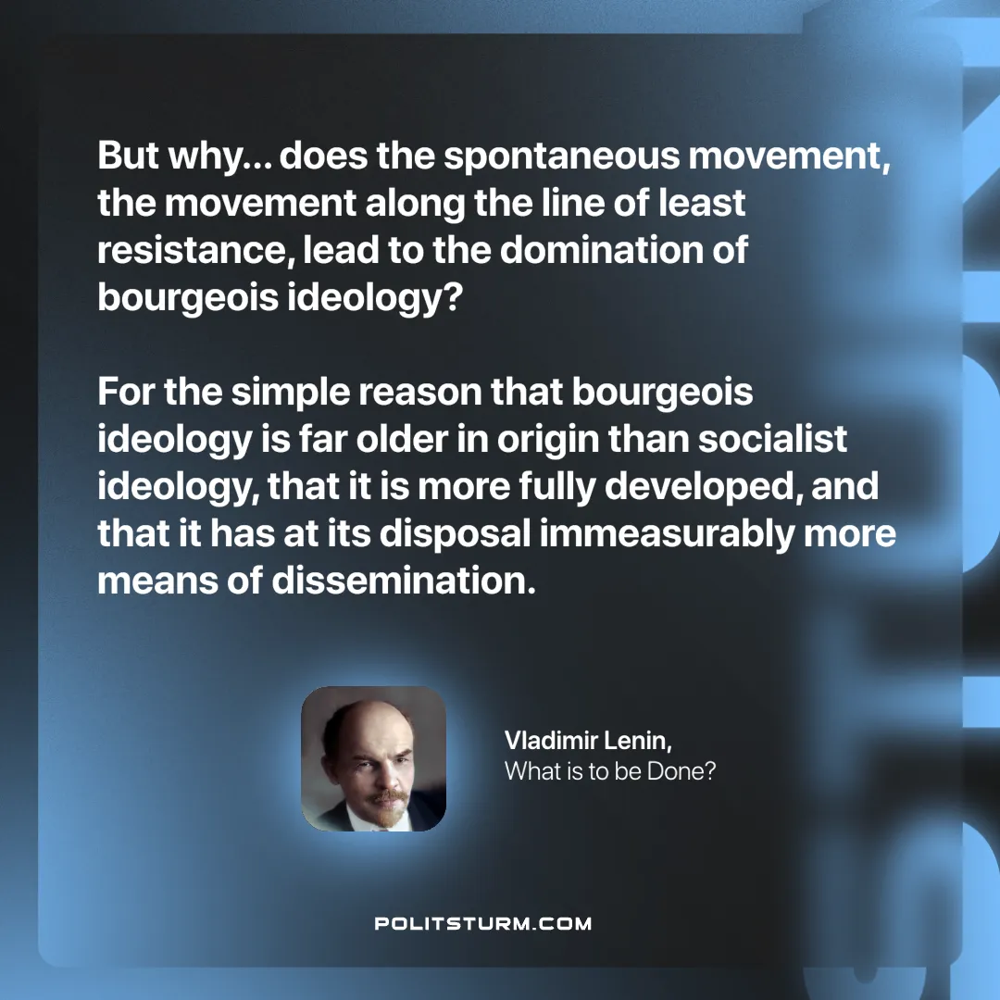 But why... does the spontaneous movement,
the movement along the line of least
resistance, lead to the domination of
bourgeois ideology?
For the simple reason that bourgeois
ideology is far older in origin than socialist
ideology, that it is more fully developed, and
that it has at its disposal immeasurably more
means of dissemination.
Vladimir Lenin,
What is to be Done?
POLITSTURM.COM